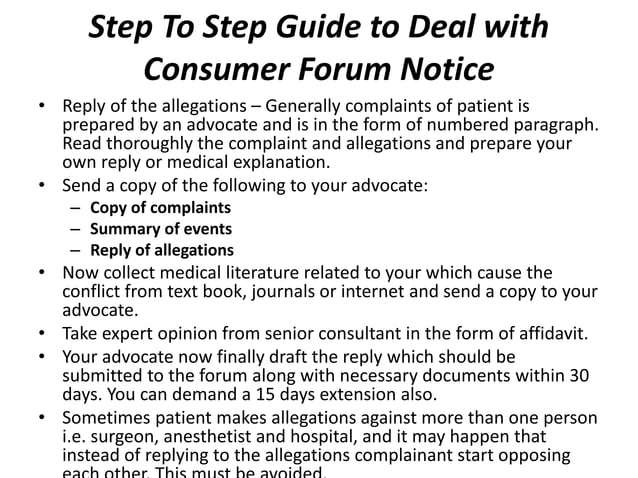 Step To Step Guide to Deal with
Consumer Forum Notice
• Reply of the allegations – Generally complaints of patient is
prepared by an advocate and is in the form of numbered paragraph.
Read thoroughly the complaint and allegations and prepare your
own reply or medical explanation.
• Send a copy of the following to your advocate:
– Copy of complaints
– Summary of events
– Reply of allegations
• Now collect medical literature related to your which cause the
conflict from text book, journals or internet and send a copy to your
advocate.
• Take expert opinion from senior consultant in the form of affidavit.
• Your advocate now finally draft the reply which should be
submitted to the forum along with necessary documents within 30
days. You can demand a 15 days extension also.
• Sometimes patient makes allegations against more than one person
i.e. surgeon, anesthetist and hospital, and it may happen that
instead of replying to the allegations complainant start opposing
each other. This must be avoided.